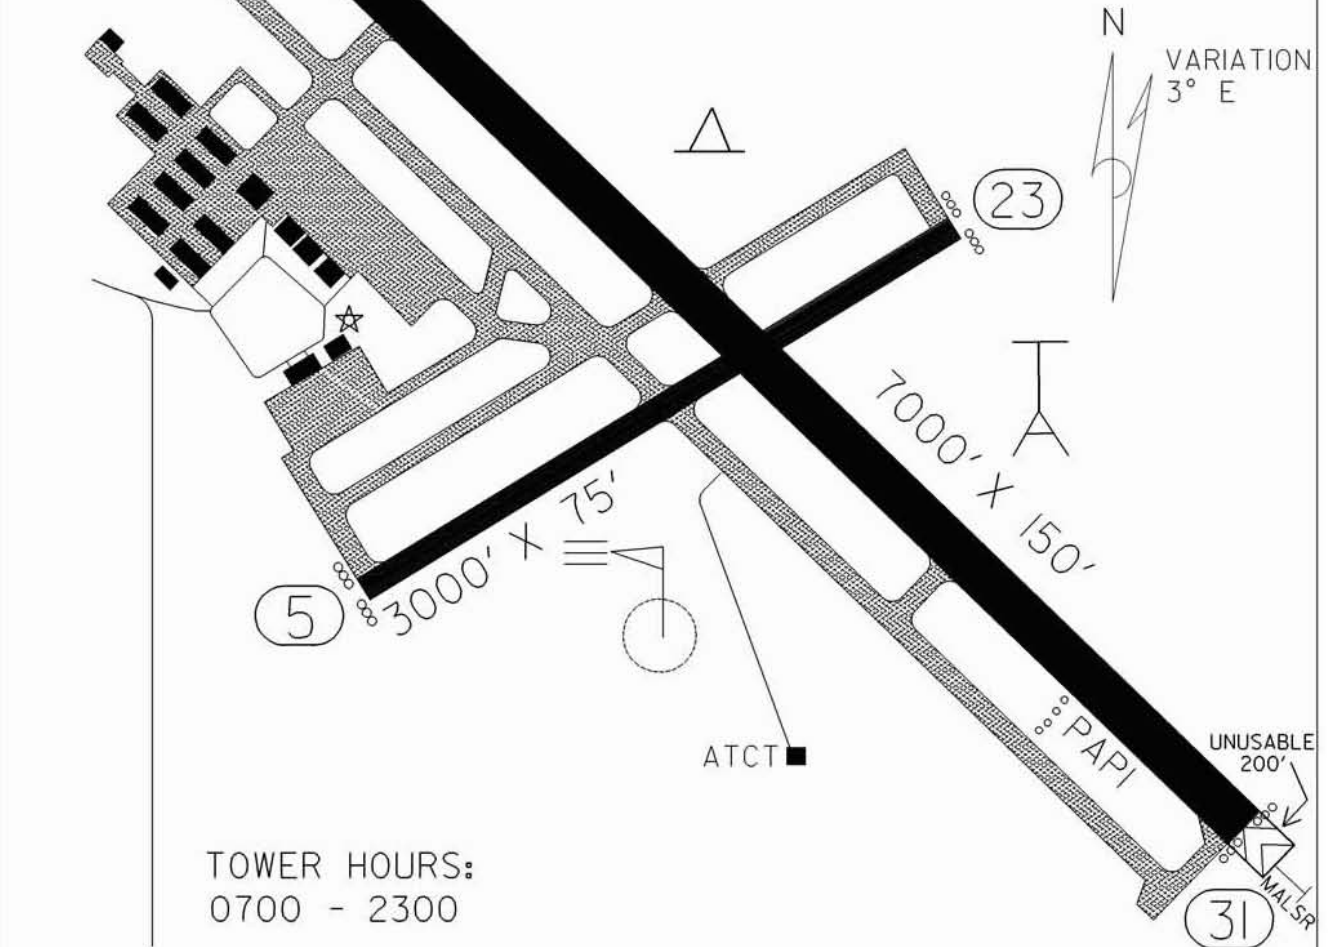 N
VARIATION
3° E
23
7000' X 150'
3000' X 75'
5
PAPI
UNUSABLE
200'
ATCT
TOWER HOURS:
0700 - 2300
MALSR
31